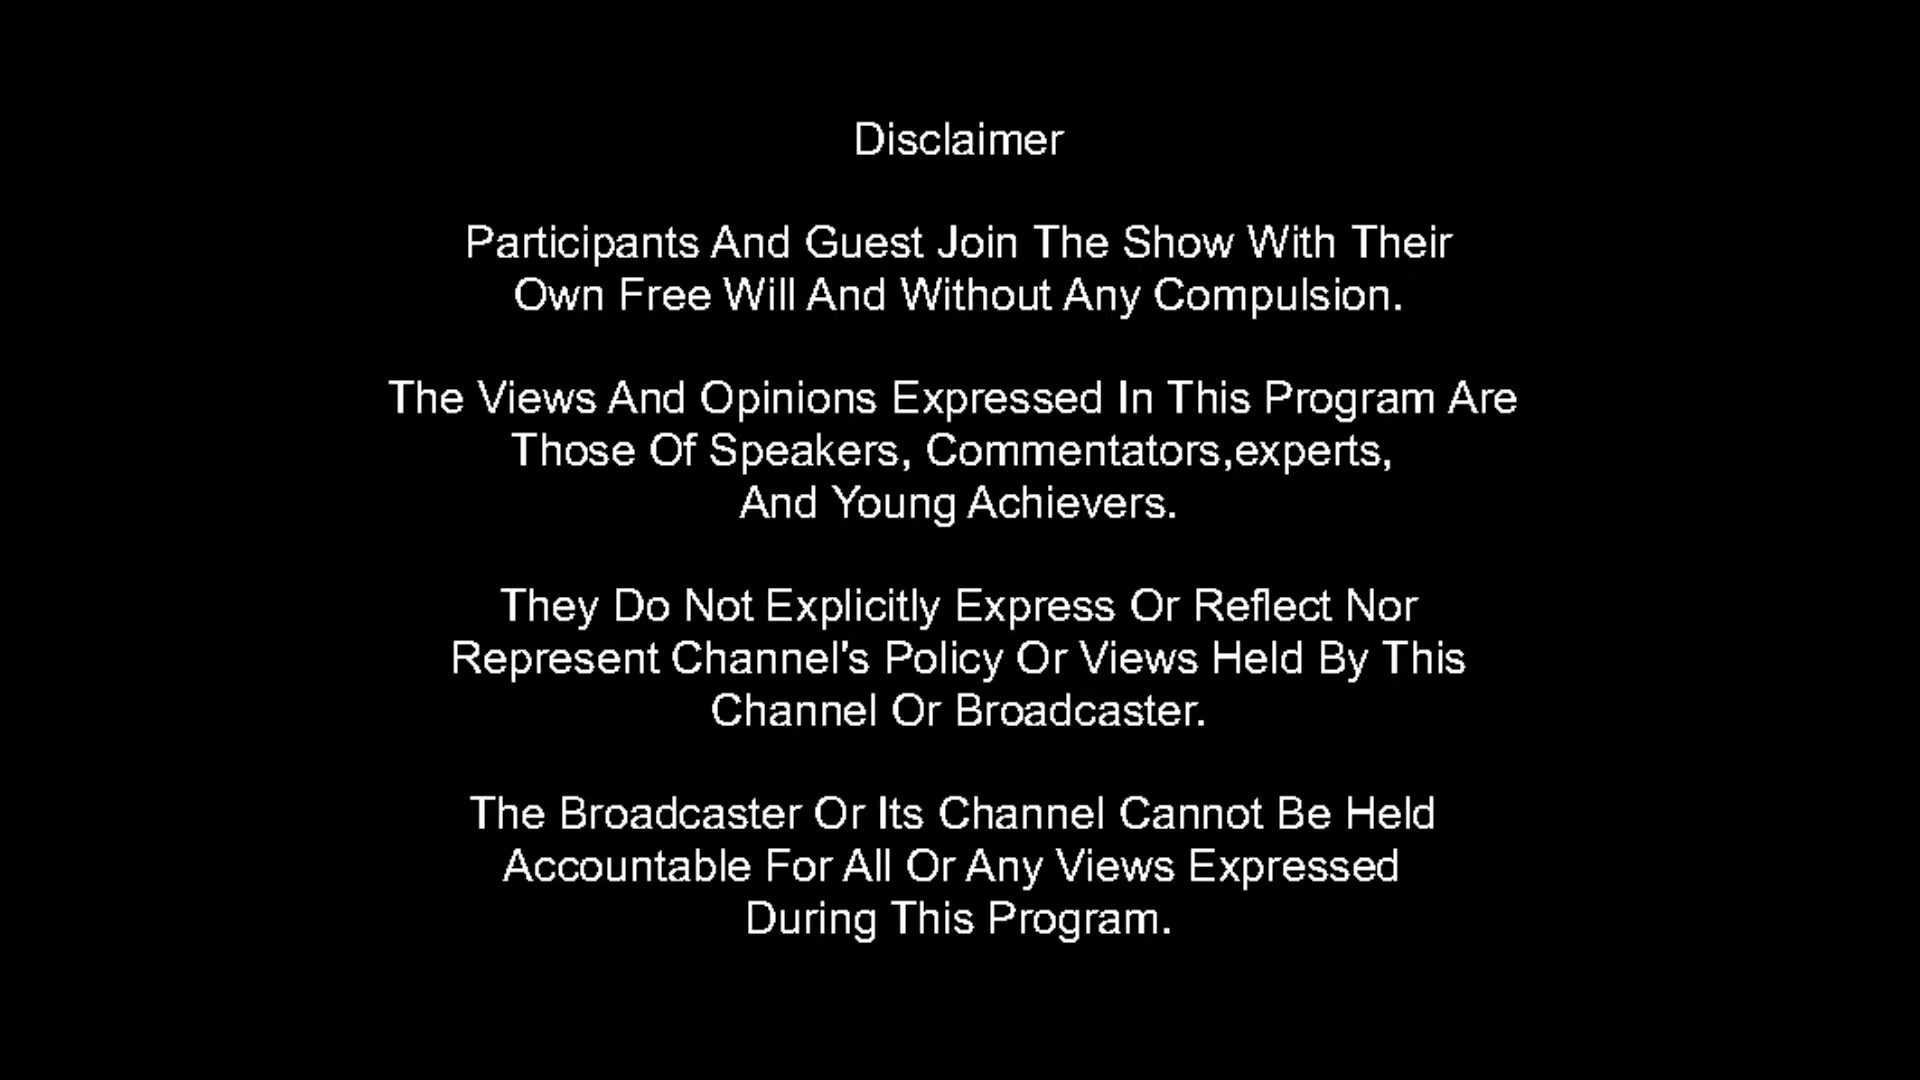 Disclaimer
Participants And Guest Join The Show With Their
Own Free Will And Without Any Compulsion.
The Views And Opinions Expressed In This Program Are
Those Of Speakers, Commentators,experts,
And Young Achievers.
They Do Not Explicitly Express Or Reflect Nor
Represent Channel's Policy Or Views Held By This
Channel Or Broadcaster.
The Broadcaster Or Its Channel Cannot Be Held
Accountable For All Or Any Views Expressed
During This Program.